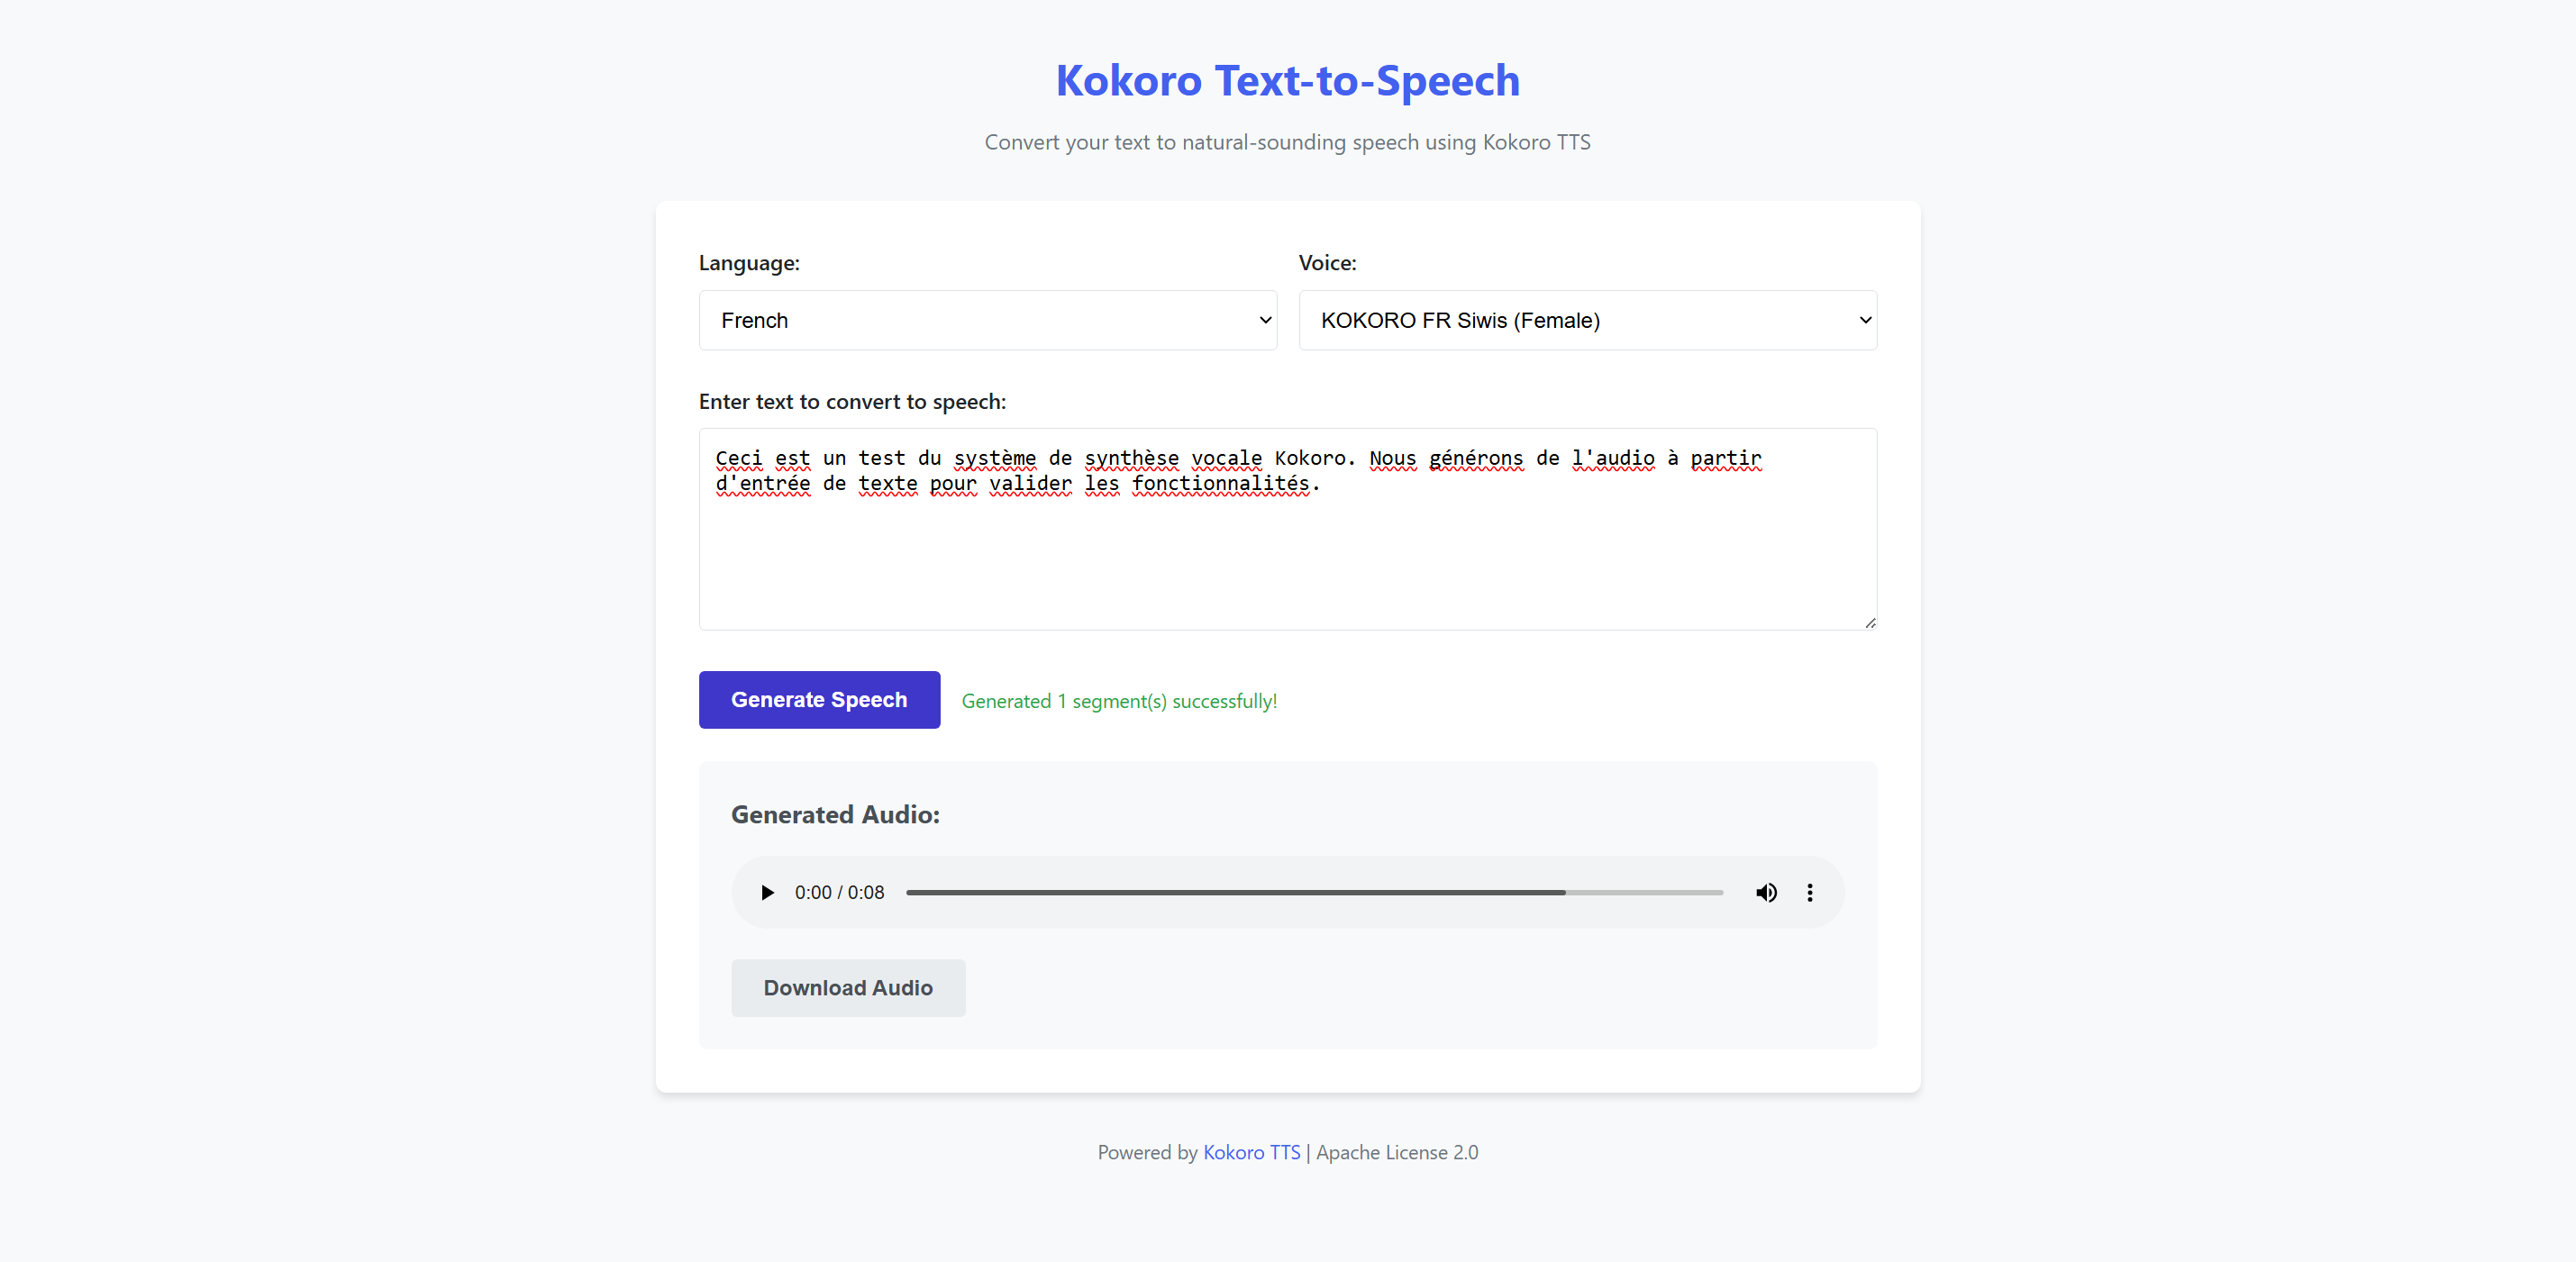 Kokoro Text-to-Speech
Convert your text to natural-sounding speech using Kokoro TTS
Language:
Voice:
French
KOKORO FR Siwis (Female)
Enter text to convert to speech:
Ceci est un test du système de synthèse vocale Kokoro. Nous générons de l'audio à partir
d'entrée de texte pour valider les fonctionnalités.
Generate Speech
Generated 1 segment(s) successfully!
Generated Audio:
0:00 / 0:08
Download Audio
Powered by Kokoro TTS | Apache License 2.0